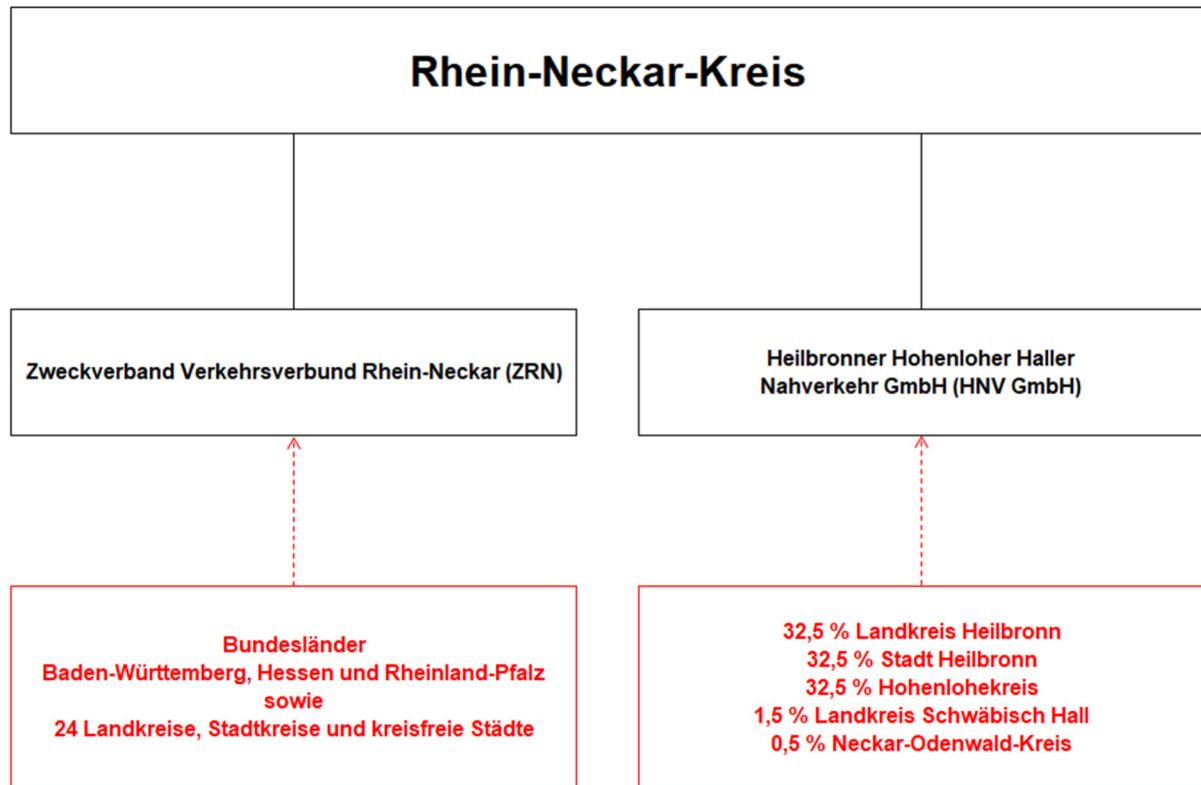 Rhein-Neckar-Kreis
Zweckverband Verkehrsverbund Rhein-Neckar (ZRN)
Heilbronner Hohenloher Haller
Nahverkehr GmbH (HNV GmbH)
Bundesländer
Baden-Württemberg, Hessen und Rheinland-Pfalz
sowie
24 Landkreise, Stadtkreise und kreisfreie Städte
32,5 % Landkreis Heilbronn
32,5 % Stadt Heilbronn
32,5 % Hohenlohekreis
1,5 % Landkreis Schwäbisch Hall
0,5 % Neckar-Odenwald-Kreis